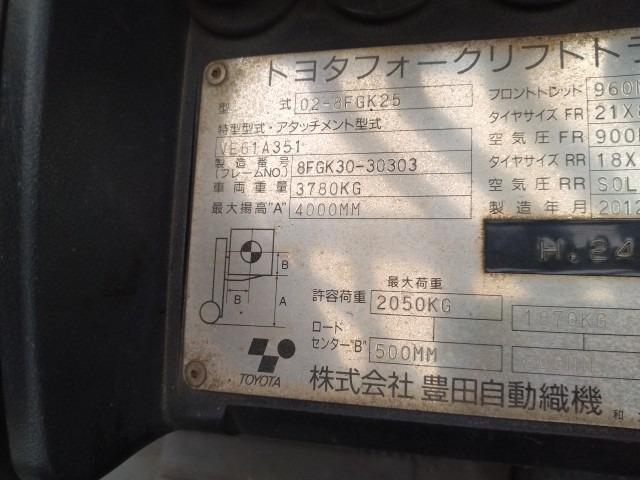 トヨタフォークリフトトラ
型 式 02-8FGK25
特型型式・アタッチメント型式
VE61A351
製造番号
(フレームNO.) 8FGK30-30303
車両重量 3780KG
最大揚高"A" 4000MM
フロントトレッド 960M
タイヤサイズ FR 21X
空気圧 FR 900
タイヤサイズ RR 18X
空気圧 RR SOL
製造年月 2012
H.24
B
B
A
最大荷重
許容荷重 2050KG
ロード
センター"B" 500MM
TOYOTA 株式会社 豊田自動織機